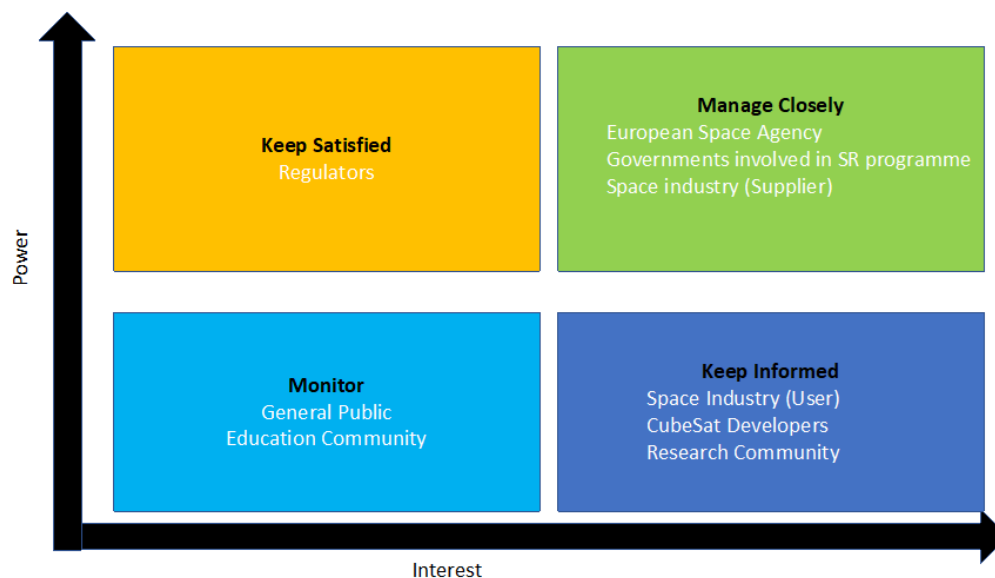 Power
Keep Satisfied
Regulators
Manage Closely
European Space Agency
Governments involved in SR programme
Space industry (Supplier)
Monitor
General Public
Education Community
Keep Informed
Space Industry (User)
CubeSat Developers
Research Community
Interest